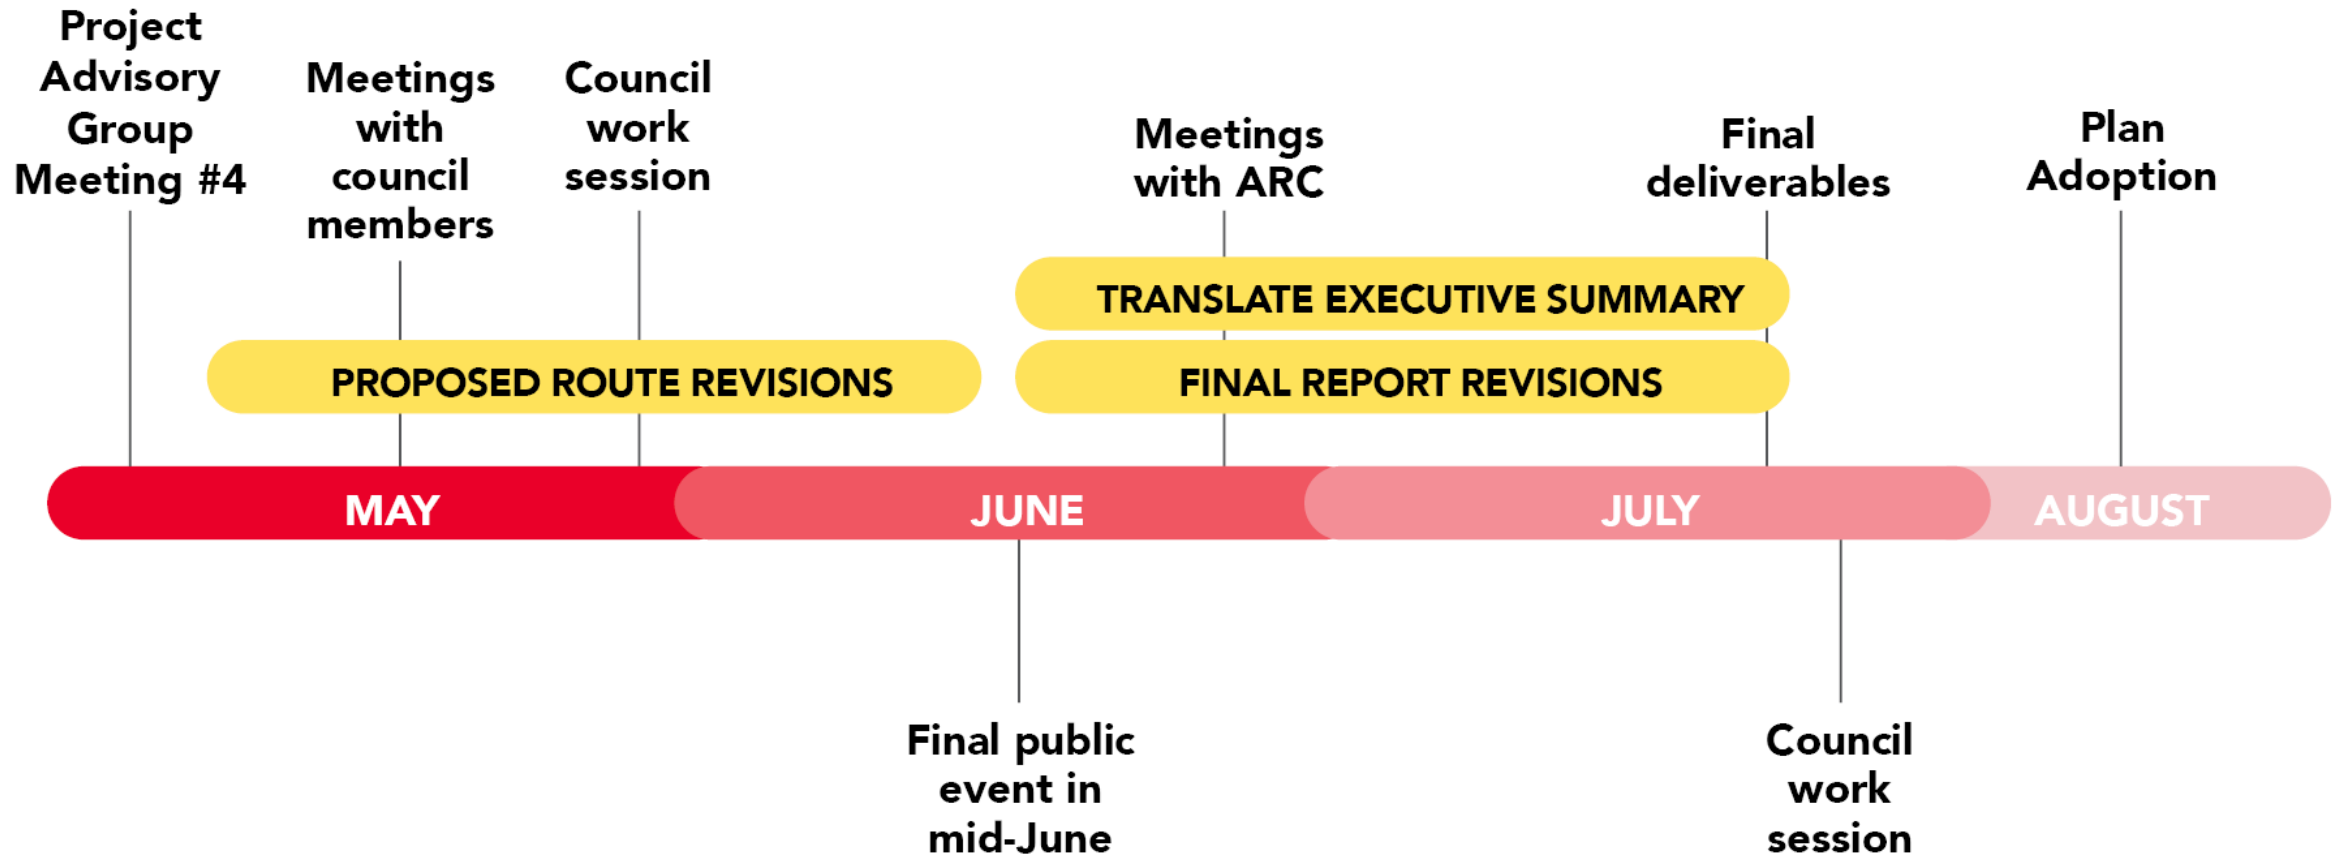 Project
Advisory
Group
Meeting #4
Meetings
with
council
members
Council
work
session
Meetings
with ARC
Final
deliverables
Plan
Adoption
TRANSLATE EXECUTIVE SUMMARY
PROPOSED ROUTE REVISIONS
FINAL REPORT REVISIONS
MAY
JUNE
JULY
AUGUST
Final public
event in
mid-June
Council
work
session